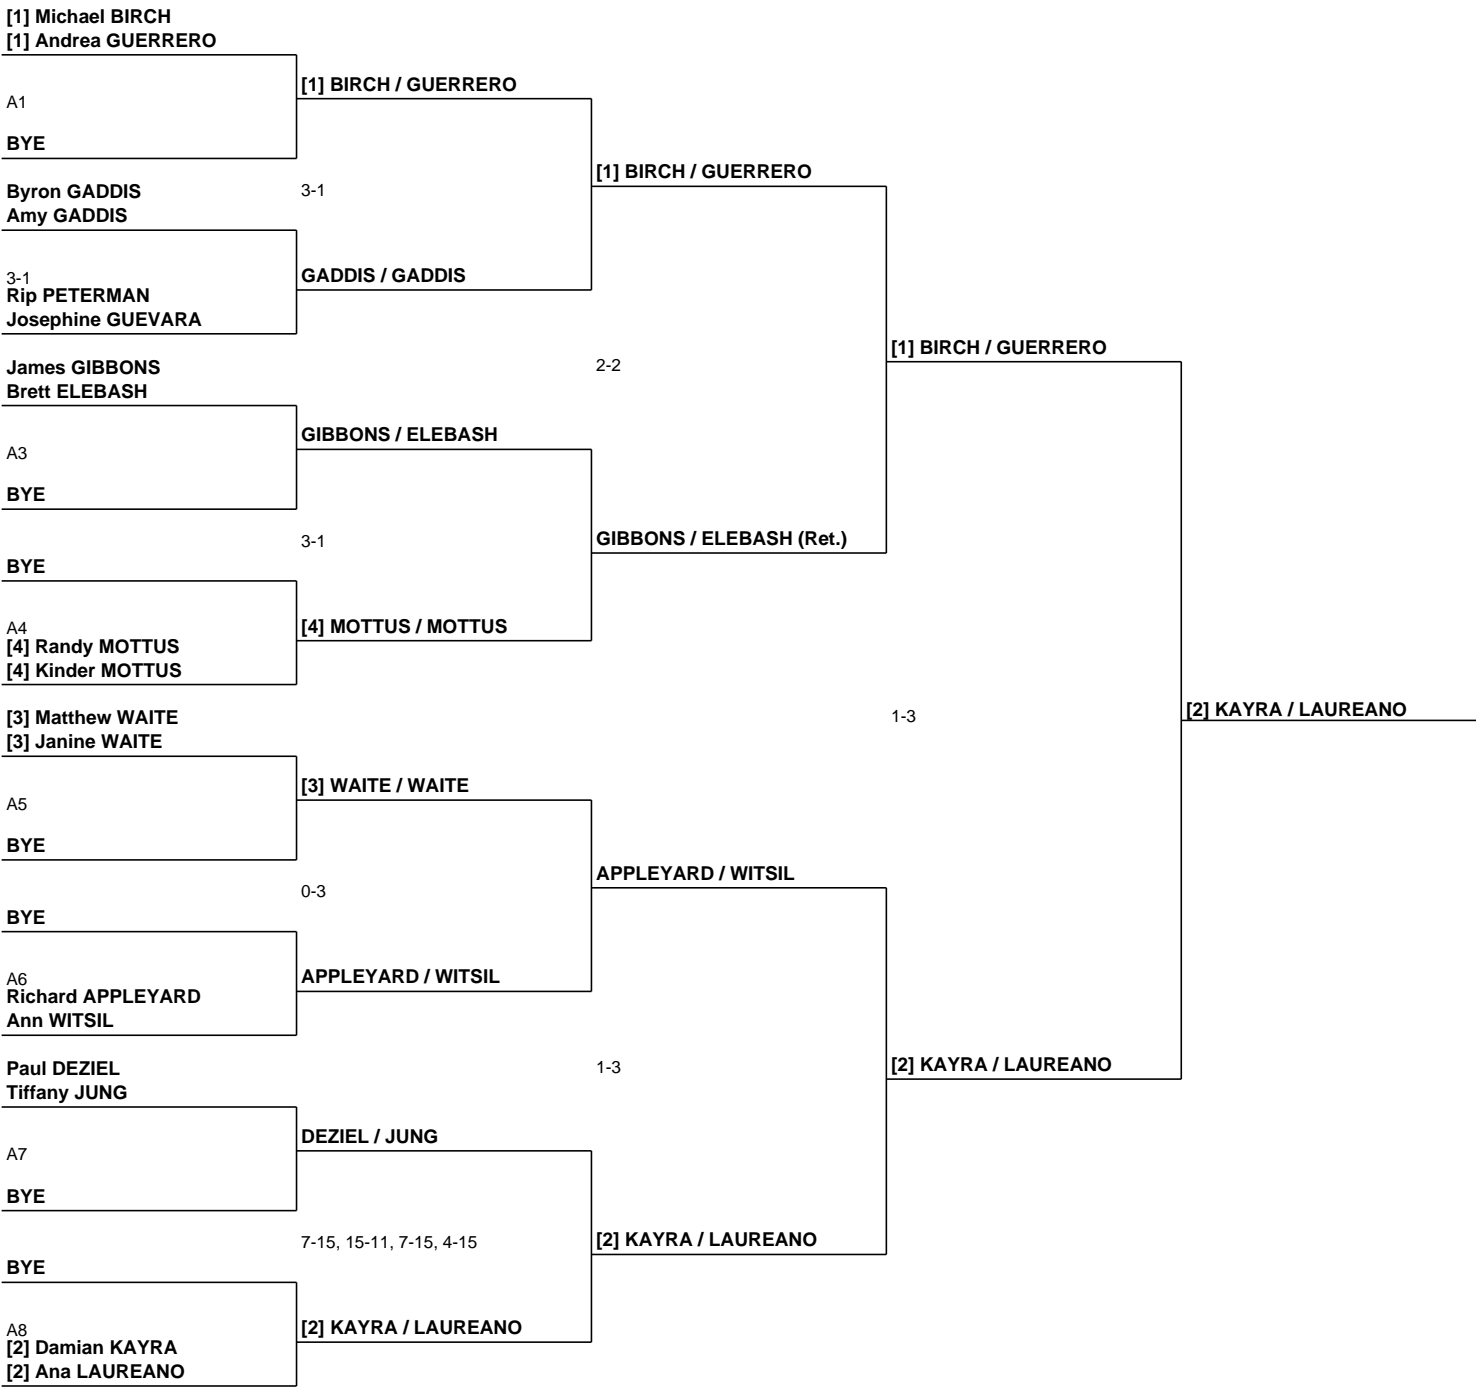 [1] Michael BIRCH
[1] Andrea GUERRERO
A1
BYE
Byron GADDIS
Amy GADDIS
3-1
Rip PETERMAN
Josephine GUEVARA
James GIBBONS
Brett ELEBASH
A3
BYE
BYE
A4
[4] Randy MOTTUS
[4] Kinder MOTTUS
[3] Matthew WAITE
[3] Janine WAITE
A5
BYE
BYE
A6
Richard APPLEYARD
Ann WITSIL
Paul DEZIEL
Tiffany JUNG
A7
BYE
BYE
A8
[2] Damian KAYRA
[2] Ana LAUREANO
[1] BIRCH / GUERRERO
3-1
GADDIS / GADDIS
GIBBONS / ELEBASH
3-1
[4] MOTTUS / MOTTUS
[3] WAITE / WAITE
0-3
APPLEYARD / WITSIL
DEZIEL / JUNG
7-15, 15-11, 7-15, 4-15
[2] KAYRA / LAUREANO
[1] BIRCH / GUERRERO
2-2
GIBBONS / ELEBASH (Ret.)
APPLEYARD / WITSIL
1-3
[2] KAYRA / LAUREANO
[1] BIRCH / GUERRERO
1-3
[2] KAYRA / LAUREANO
[2] KAYRA / LAUREANO